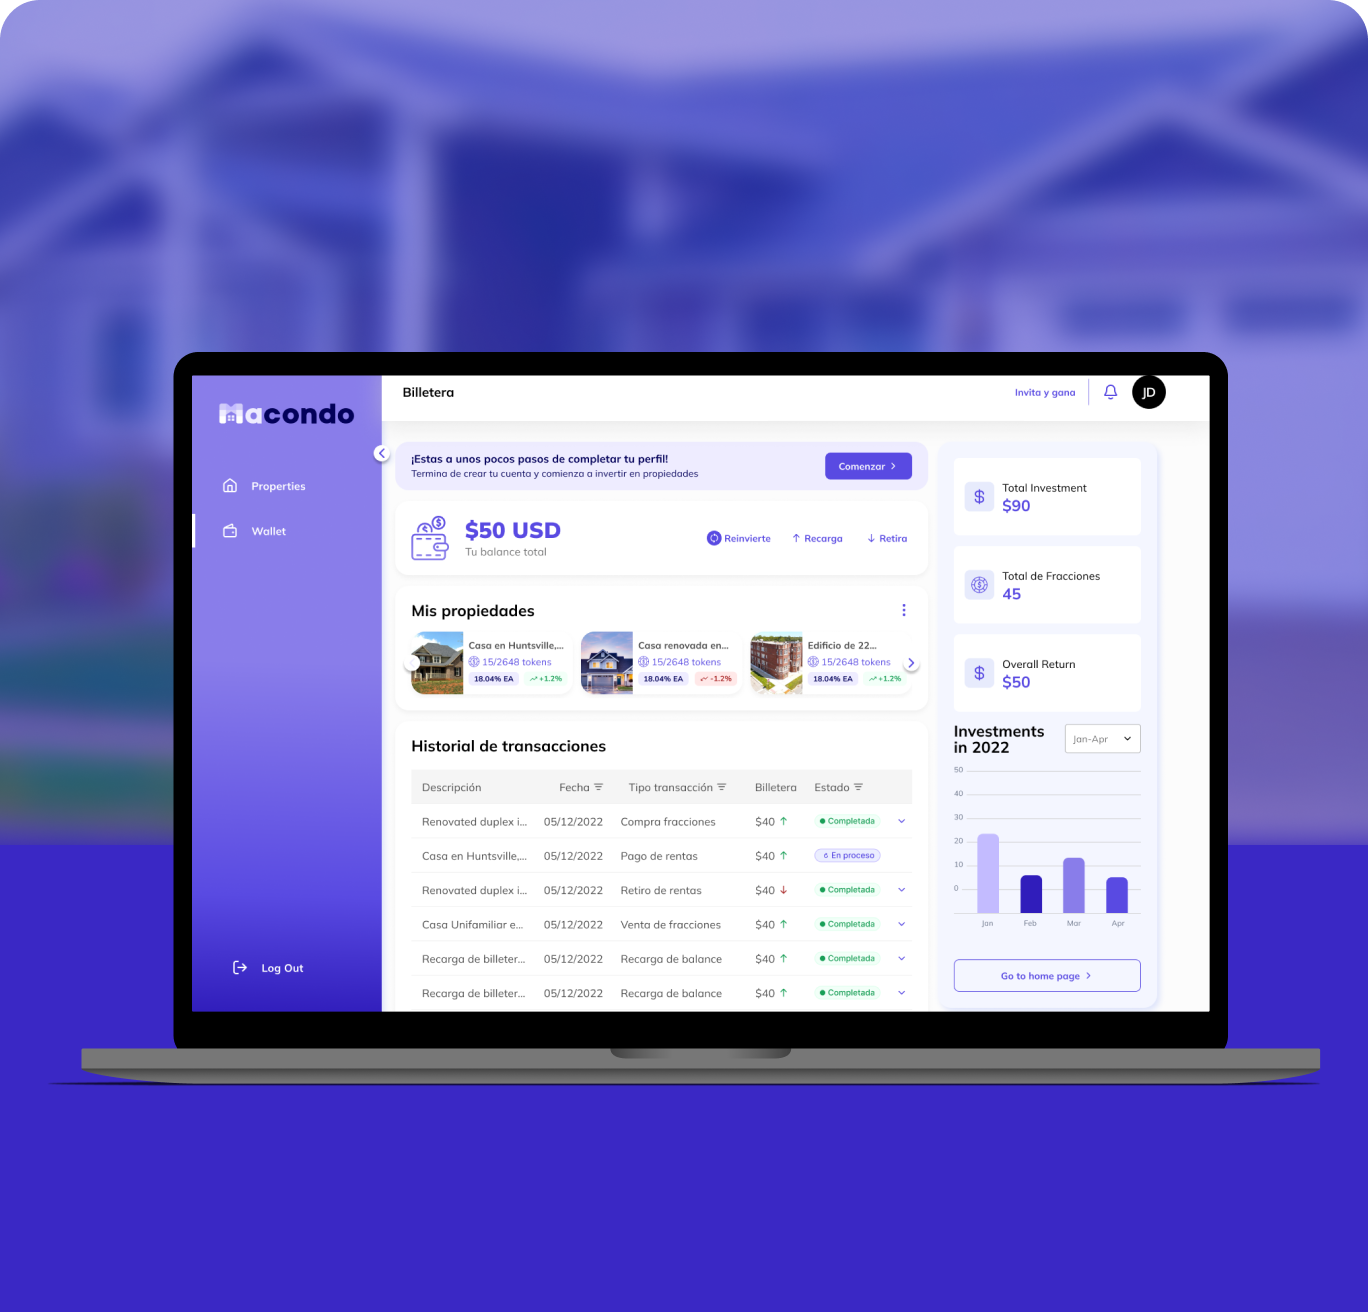 Macondo
Properties
Wallet
Log Out
Billetera
Invita y gana
JD
¡Estas a unos pocos pasos de completar tu perfil!
Termina de crear tu cuenta y comienza a invertir en propiedades
Comenzar
$50 USD
Tu balance total
Reinvierte
Recarga
Retira
Mis propiedades
Casa en Huntsville,...
15/2648 tokens
18.04% EA +1.2%
Casa renovada en...
15/2648 tokens
18.04% EA -1.2%
Edificio de 22...
15/2648 tokens
18.04% EA +1.2%
Historial de transacciones
Descripción Fecha Tipo transacción Billetera Estado
Renovated duplex i... 05/12/2022 Compra fracciones $40 ↑ Completada
Casa en Huntsville,... 05/12/2022 Pago de rentas $40 ↑ En proceso
Renovated duplex i... 05/12/2022 Retiro de rentas $40 ↓ Completada
Casa Unifamiliar e... 05/12/2022 Venta de fracciones $40 ↑ Completada
Recarga de billeter... 05/12/2022 Recarga de balance $40 ↑ Completada
Recarga de billeter... 05/12/2022 Recarga de balance $40 ↑ Completada
Total Investment
$90
Total de Fracciones
45
Overall Return
$50
Investments
in 2022
Jan-Apr
50
40
30
20
10
0
Jan Feb Mar Apr
Go to home page